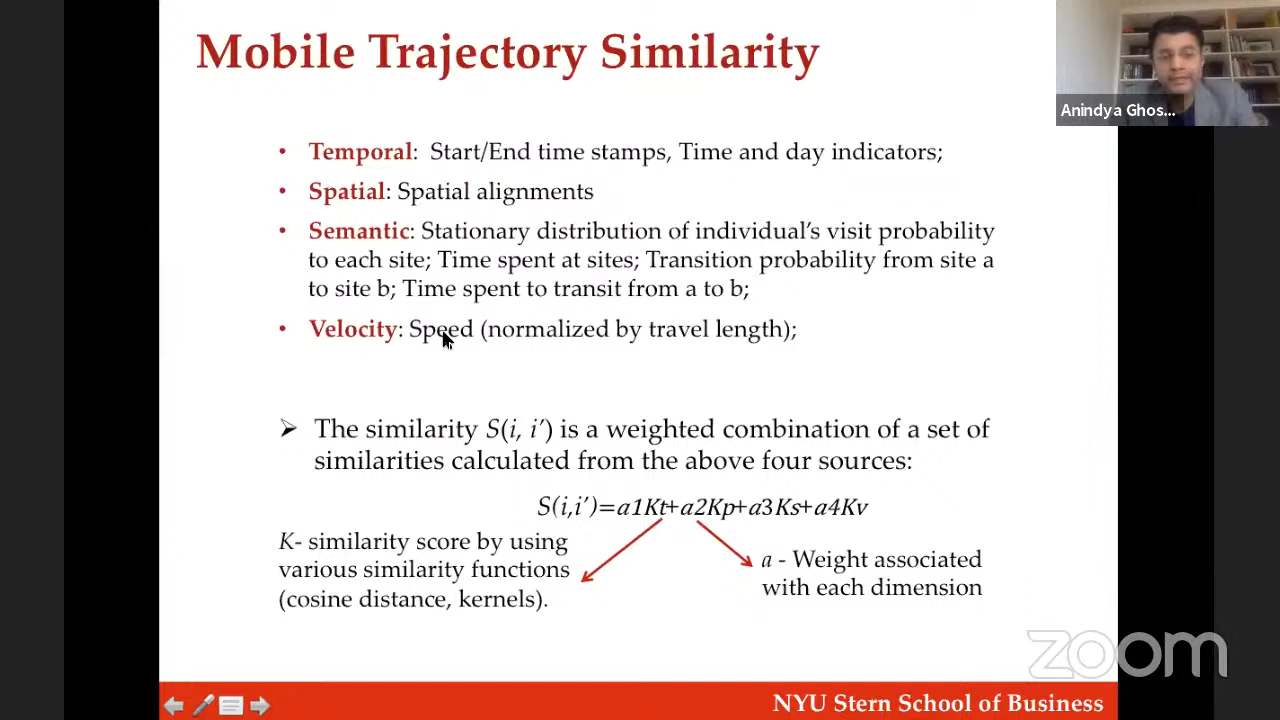 Mobile Trajectory Similarity
Anindya Ghos...
• Temporal: Start/End time stamps, Time and day indicators;
• Spatial: Spatial alignments
• Semantic: Stationary distribution of individual's visit probability
to each site; Time spent at sites; Transition probability from site a
to site b; Time spent to transit from a to b;
• Velocity: Speed (normalized by travel length);
➢ The similarity S(i, i') is a weighted combination of a set of
similarities calculated from the above four sources:
S(i,i')=a1Kt+a2Kp+a3Ks+a4Kv
K- similarity score by using
various similarity functions
(cosine distance, kernels).
a - Weight associated
with each dimension
zoom
NYU Stern School of Business